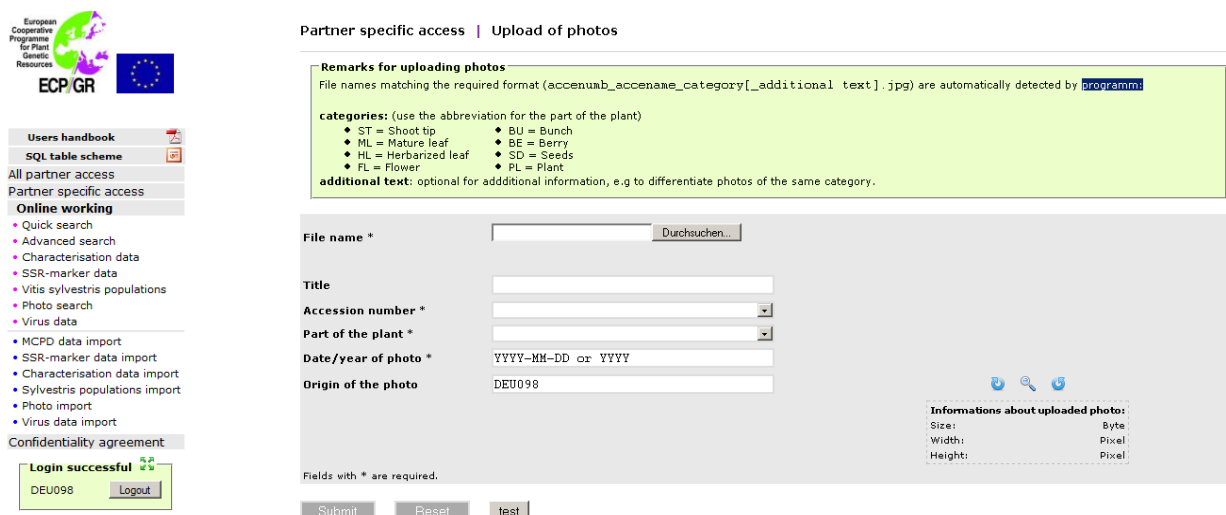 European
Cooperative
Programme
for Plant
Genetic
Resources
ECP/GR
Users handbook
SQL table scheme
All partner access
Partner specific access
Online working
Quick search
Advanced search
Characterisation data
SSR-marker data
Vitis sylvestris populations
Photo search
Virus data
MCPD data import
SSR-marker data import
Characterisation data import
Sylvestris populations import
Photo import
Virus data import
Confidentiality agreement
Login successful
DEU098 Logout
Partner specific access | Upload of photos
Remarks for uploading photos
File names matching the required format (accenumb_accename_category[_additional text].jpg) are automatically detected by programm:
categories: (use the abbreviation for the part of the plant)
ST = Shoot tip BU = Bunch
ML = Mature leaf BE = Berry
HL = Herbarized leaf SD = Seeds
FL = Flower PL = Plant
additional text: optional for addditional information, e.g to differentiate photos of the same category.
File name * Durchsuchen...
Title
Accession number *
Part of the plant *
Date/year of photo * YYYY-MM-DD or YYYY
Origin of the photo DEU098
Informations about uploaded photo:
Size: Byte
Width: Pixel
Height: Pixel
Fields with * are required.
Submit Reset test